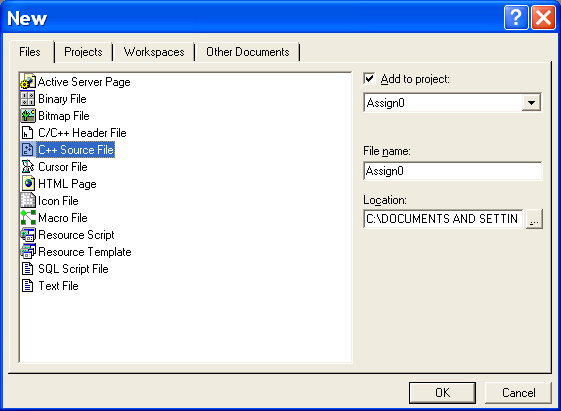 New
Files
Projects
Workspaces
Other Documents
Active Server Page
Binary File
Bitmap File
C/C++ Header File
C++ Source File
Cursor File
HTML Page
Icon File
Macro File
Resource Script
Resource Template
SQL Script File
Text File
Add to project:
Assign0
File name:
Assign0
Location:
C:\DOCUMENTS AND SETTIN
...
OK
Cancel